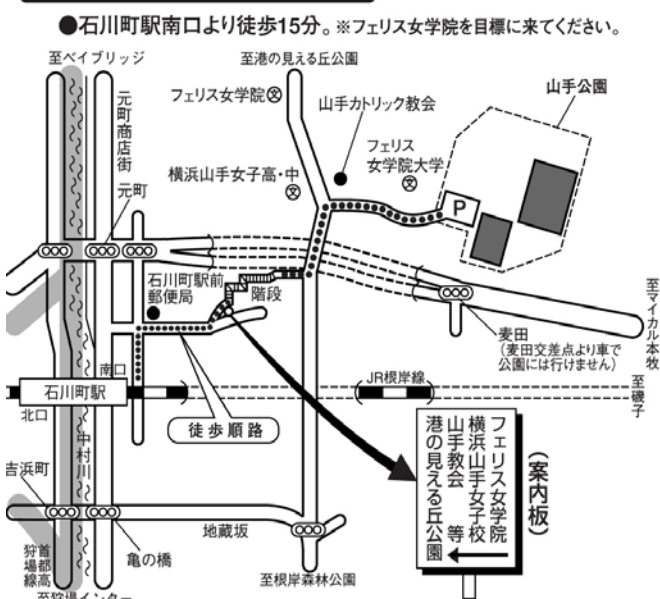 ●石川町駅南口より徒歩15分。※フェリス女学院を目標に来てください。
至ベイブリッジ
至港の見える丘公園
元町商店街
フェリス女学院
文
山手カトリック教会
山手公園
フェリス
女学院大学
文
横浜山手女子高・中
文
元町
P
石川町駅前
郵便局
階段
至マイカル本牧
麦田
(麦田交差点より車で
公園には行けません)
南口
石川町駅
北口
JR根岸線
至磯子
徒歩順路
中村川
吉浜町
フェリス女学院
横浜山手女子校
山手教会 等
港の見える丘公園
(案内板)
地蔵坂
亀の橋
首都高
狩場線
至狩場インター
至根岸森林公園